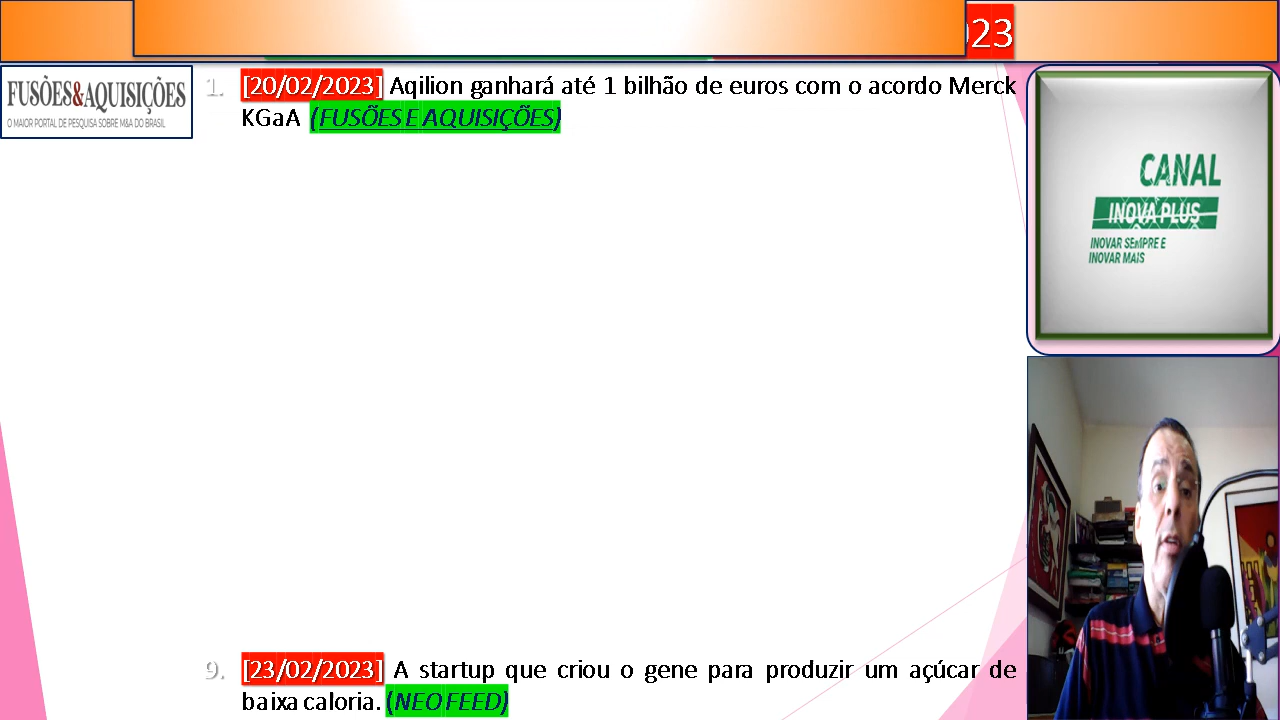 023
FUSÕES&AQUISIÇÕES
O MAIOR PORTAL DE PESQUISA SOBRE M&A DO BRASIL
1. [20/02/2023] Aqilion ganhará até 1 bilhão de euros com o acordo Merck
KGaA (FUSÕES E AQUISIÇÕES)
CANAL
INOVA PLUS
INOVAR SEMPRE E
INOVAR MAIS
9. [23/02/2023] A startup que criou o gene para produzir um açúcar de
baixa caloria. (NEO FEED)